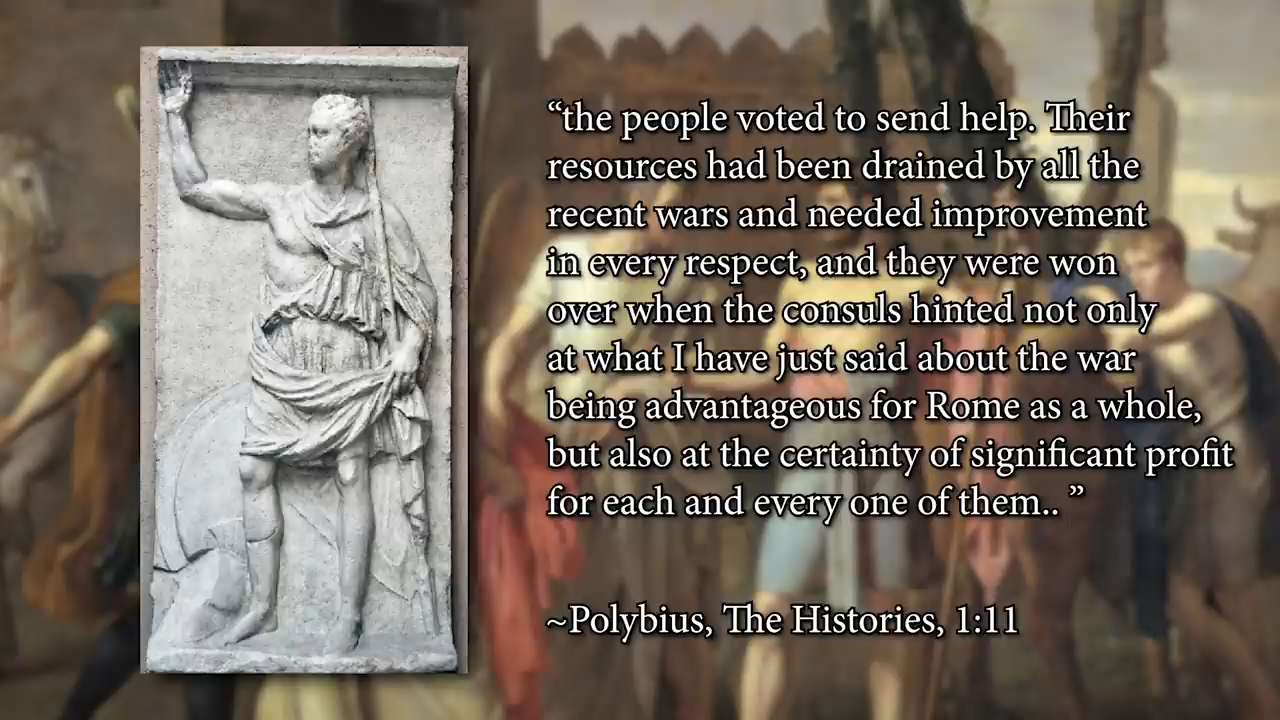 “the people voted to send help. Their
resources had been drained by all the
recent wars and needed improvement
in every respect, and they were won
over when the consuls hinted not only
at what I have just said about the war
being advantageous for Rome as a whole,
but also at the certainty of significant profit
for each and every one of them.. ”
~Polybius, The Histories, 1:11